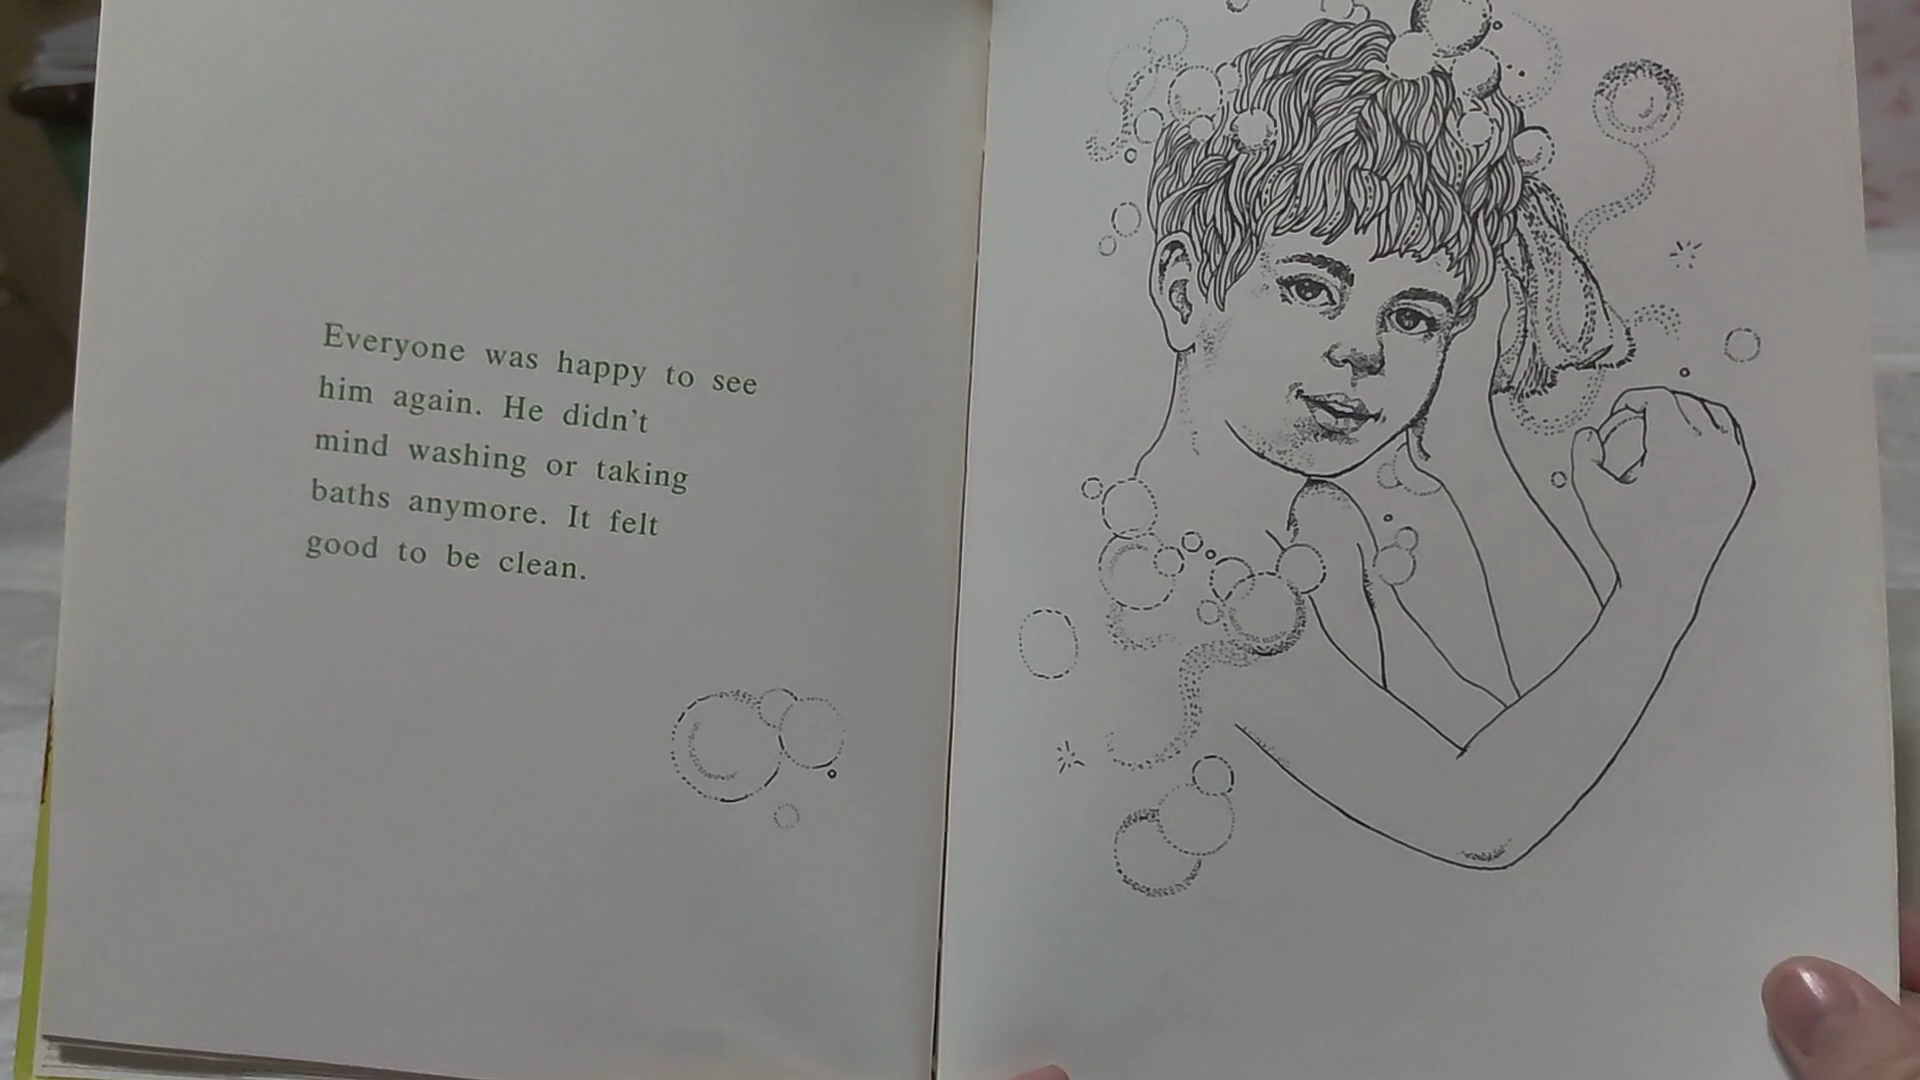 Everyone was happy to see
him again. He didn't
mind washing or taking
baths anymore. It felt
good to be clean.